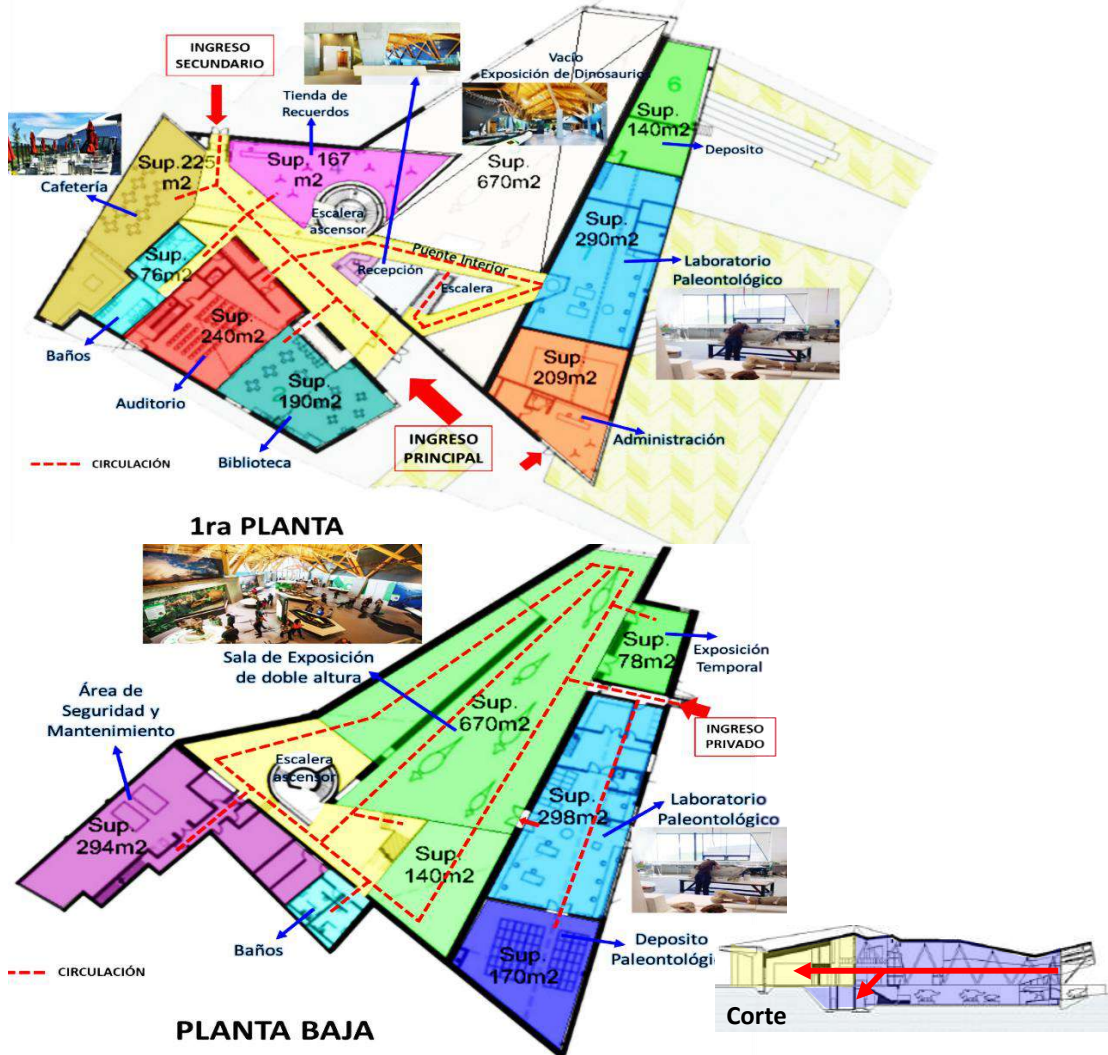 INGRESO
SECUNDARIO
Tienda de
Recuerdos
Vacío
Exposición de Dinosaurios
6
Sup.
140m2
Deposito
Sup.225
m2
Cafetería
Sup. 167
m2
Escalera
ascensor
Sup.
670m2
Sup.
290m2
Laboratorio
Paleontológico
Puente Interior
Recepción
Escalera
Sup.
76m2
Baños
Sup.
240m2
Auditorio
Sup.
190m2
Biblioteca
Sup.
209m2
Administración
INGRESO
PRINCIPAL
CIRCULACIÓN
1ra PLANTA
Sala de Exposición
de doble altura
Sup.
78m2
Exposición
Temporal
Área de
Seguridad y
Mantenimiento
Sup.
670m2
INGRESO
PRIVADO
Escalera
ascensor
Sup.
298m2
Laboratorio
Paleontológico
Sup.
294m2
Sup.
140m2
Baños
Sup.
170m2
Deposito
Paleontológi
CIRCULACIÓN
PLANTA BAJA
Corte